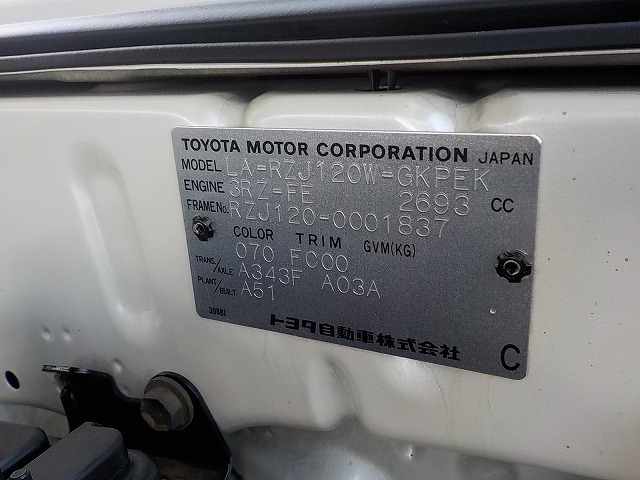 TOYOTA MOTOR CORPORATION JAPAN
MODEL LA-RZJ120W-GKPEK
ENGINE 3RZ-FE 2693 CC
FRAME No. RZJ120-0001837
COLOR TRIM GVM(KG)
070 FC00
TRANS./AXLE A343F A03A
PLANT/BUILT A51
30881
トヨタ自動車株式会社 C